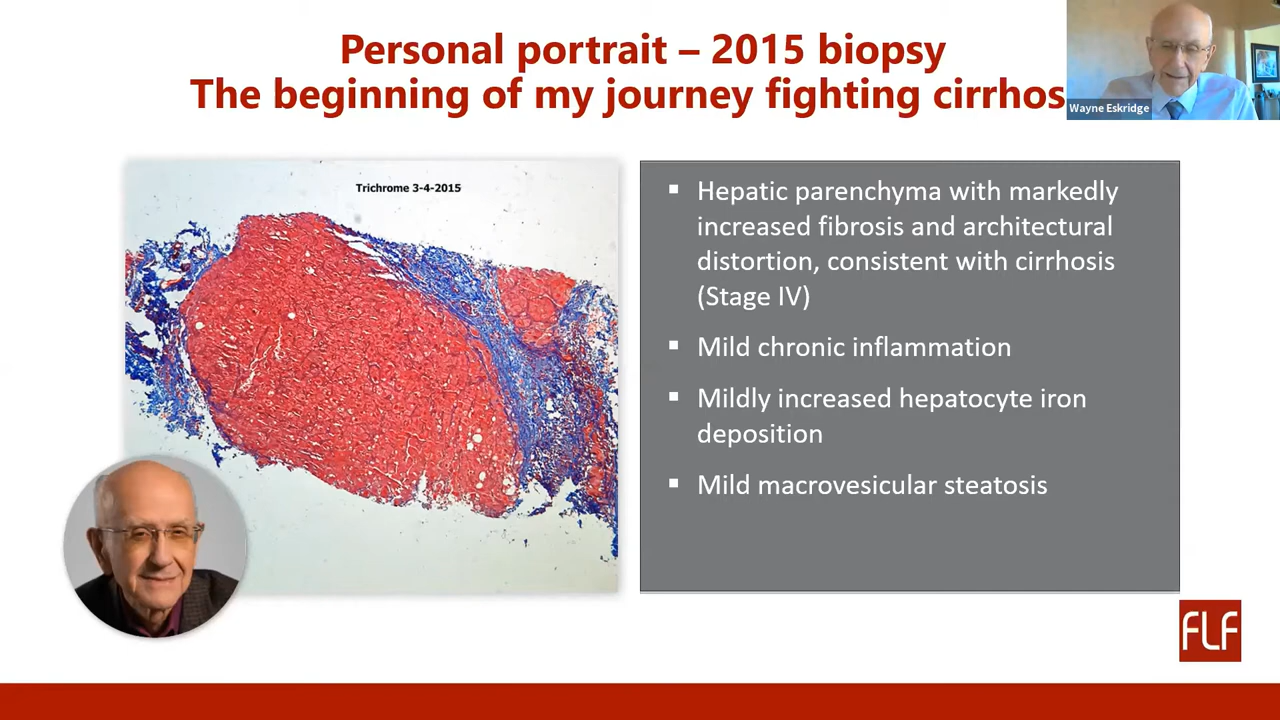 Personal portrait – 2015 biopsy
The beginning of my journey fighting cirrhos
Wayne Eskridge
Trichrome 3-4-2015
▪ Hepatic parenchyma with markedly
increased fibrosis and architectural
distortion, consistent with cirrhosis
(Stage IV)
▪ Mild chronic inflammation
▪ Mildly increased hepatocyte iron
deposition
▪ Mild macrovesicular steatosis
FLF